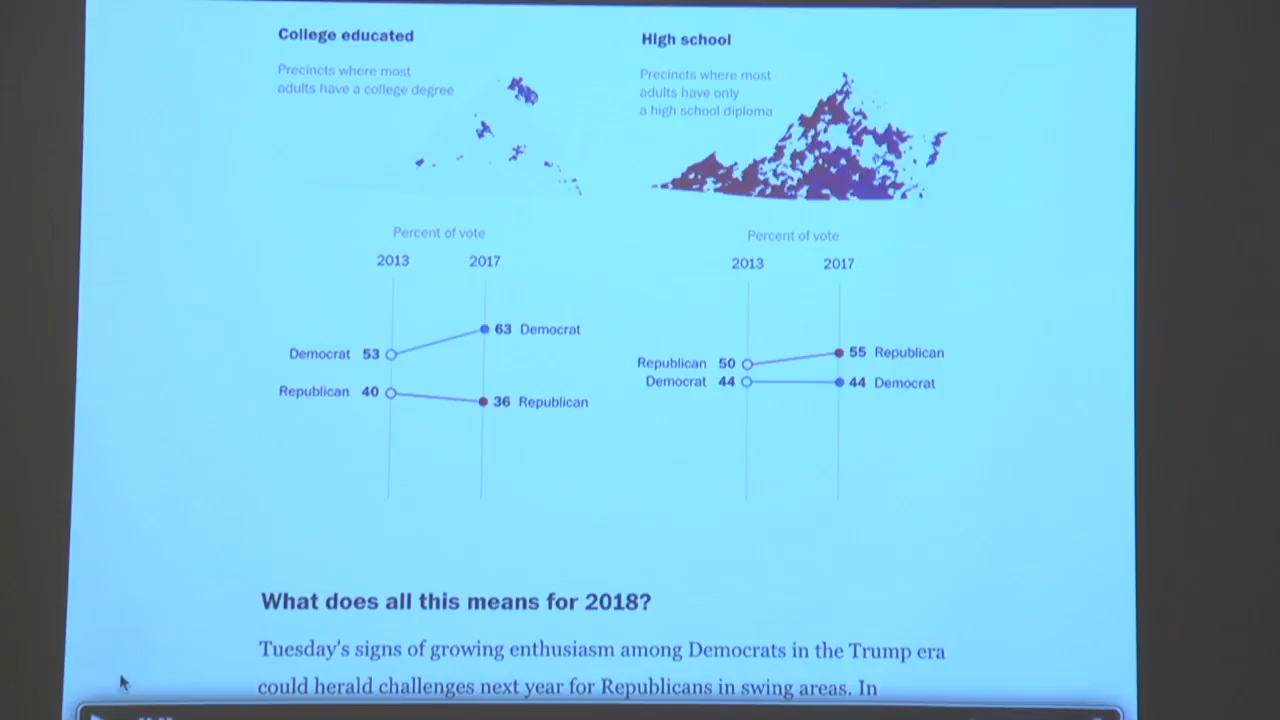 College educated
Precincts where most
adults have a college degree
Percent of vote
2013 2017
63 Democrat
Democrat 53
Republican 40
36 Republican
High school
Precincts where most
adults have only
a high school diploma
Percent of vote
2013 2017
55 Republican
Republican 50
Democrat 44
44 Democrat
What does all this means for 2018?
Tuesday's signs of growing enthusiasm among Democrats in the Trump era
could herald challenges next year for Republicans in swing areas. In